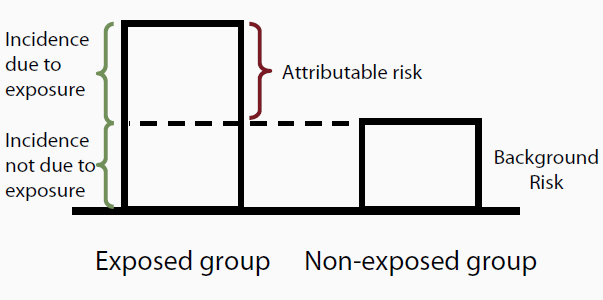 Incidence
due to
exposure
Attributable risk
Incidence
not due to
exposure
Background
Risk
Exposed group
Non-exposed group